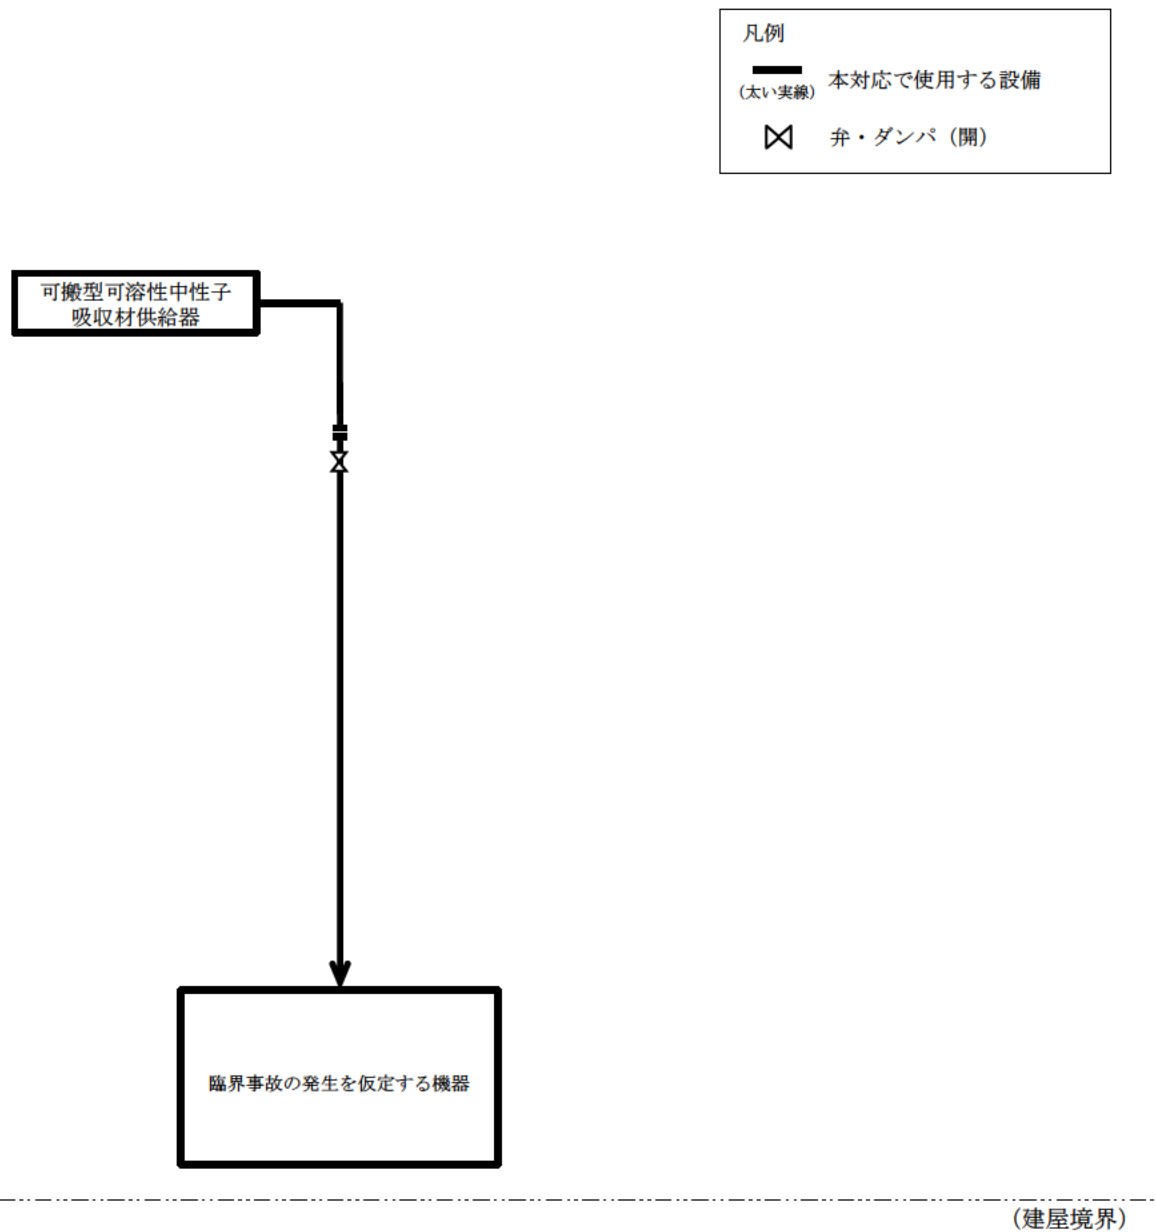 凡例
(太い実線) 本対応で使用する設備
弁・ダンパ（開）
可搬型可溶性中性子
吸収材供給器
臨界事故の発生を仮定する機器
（建屋境界）